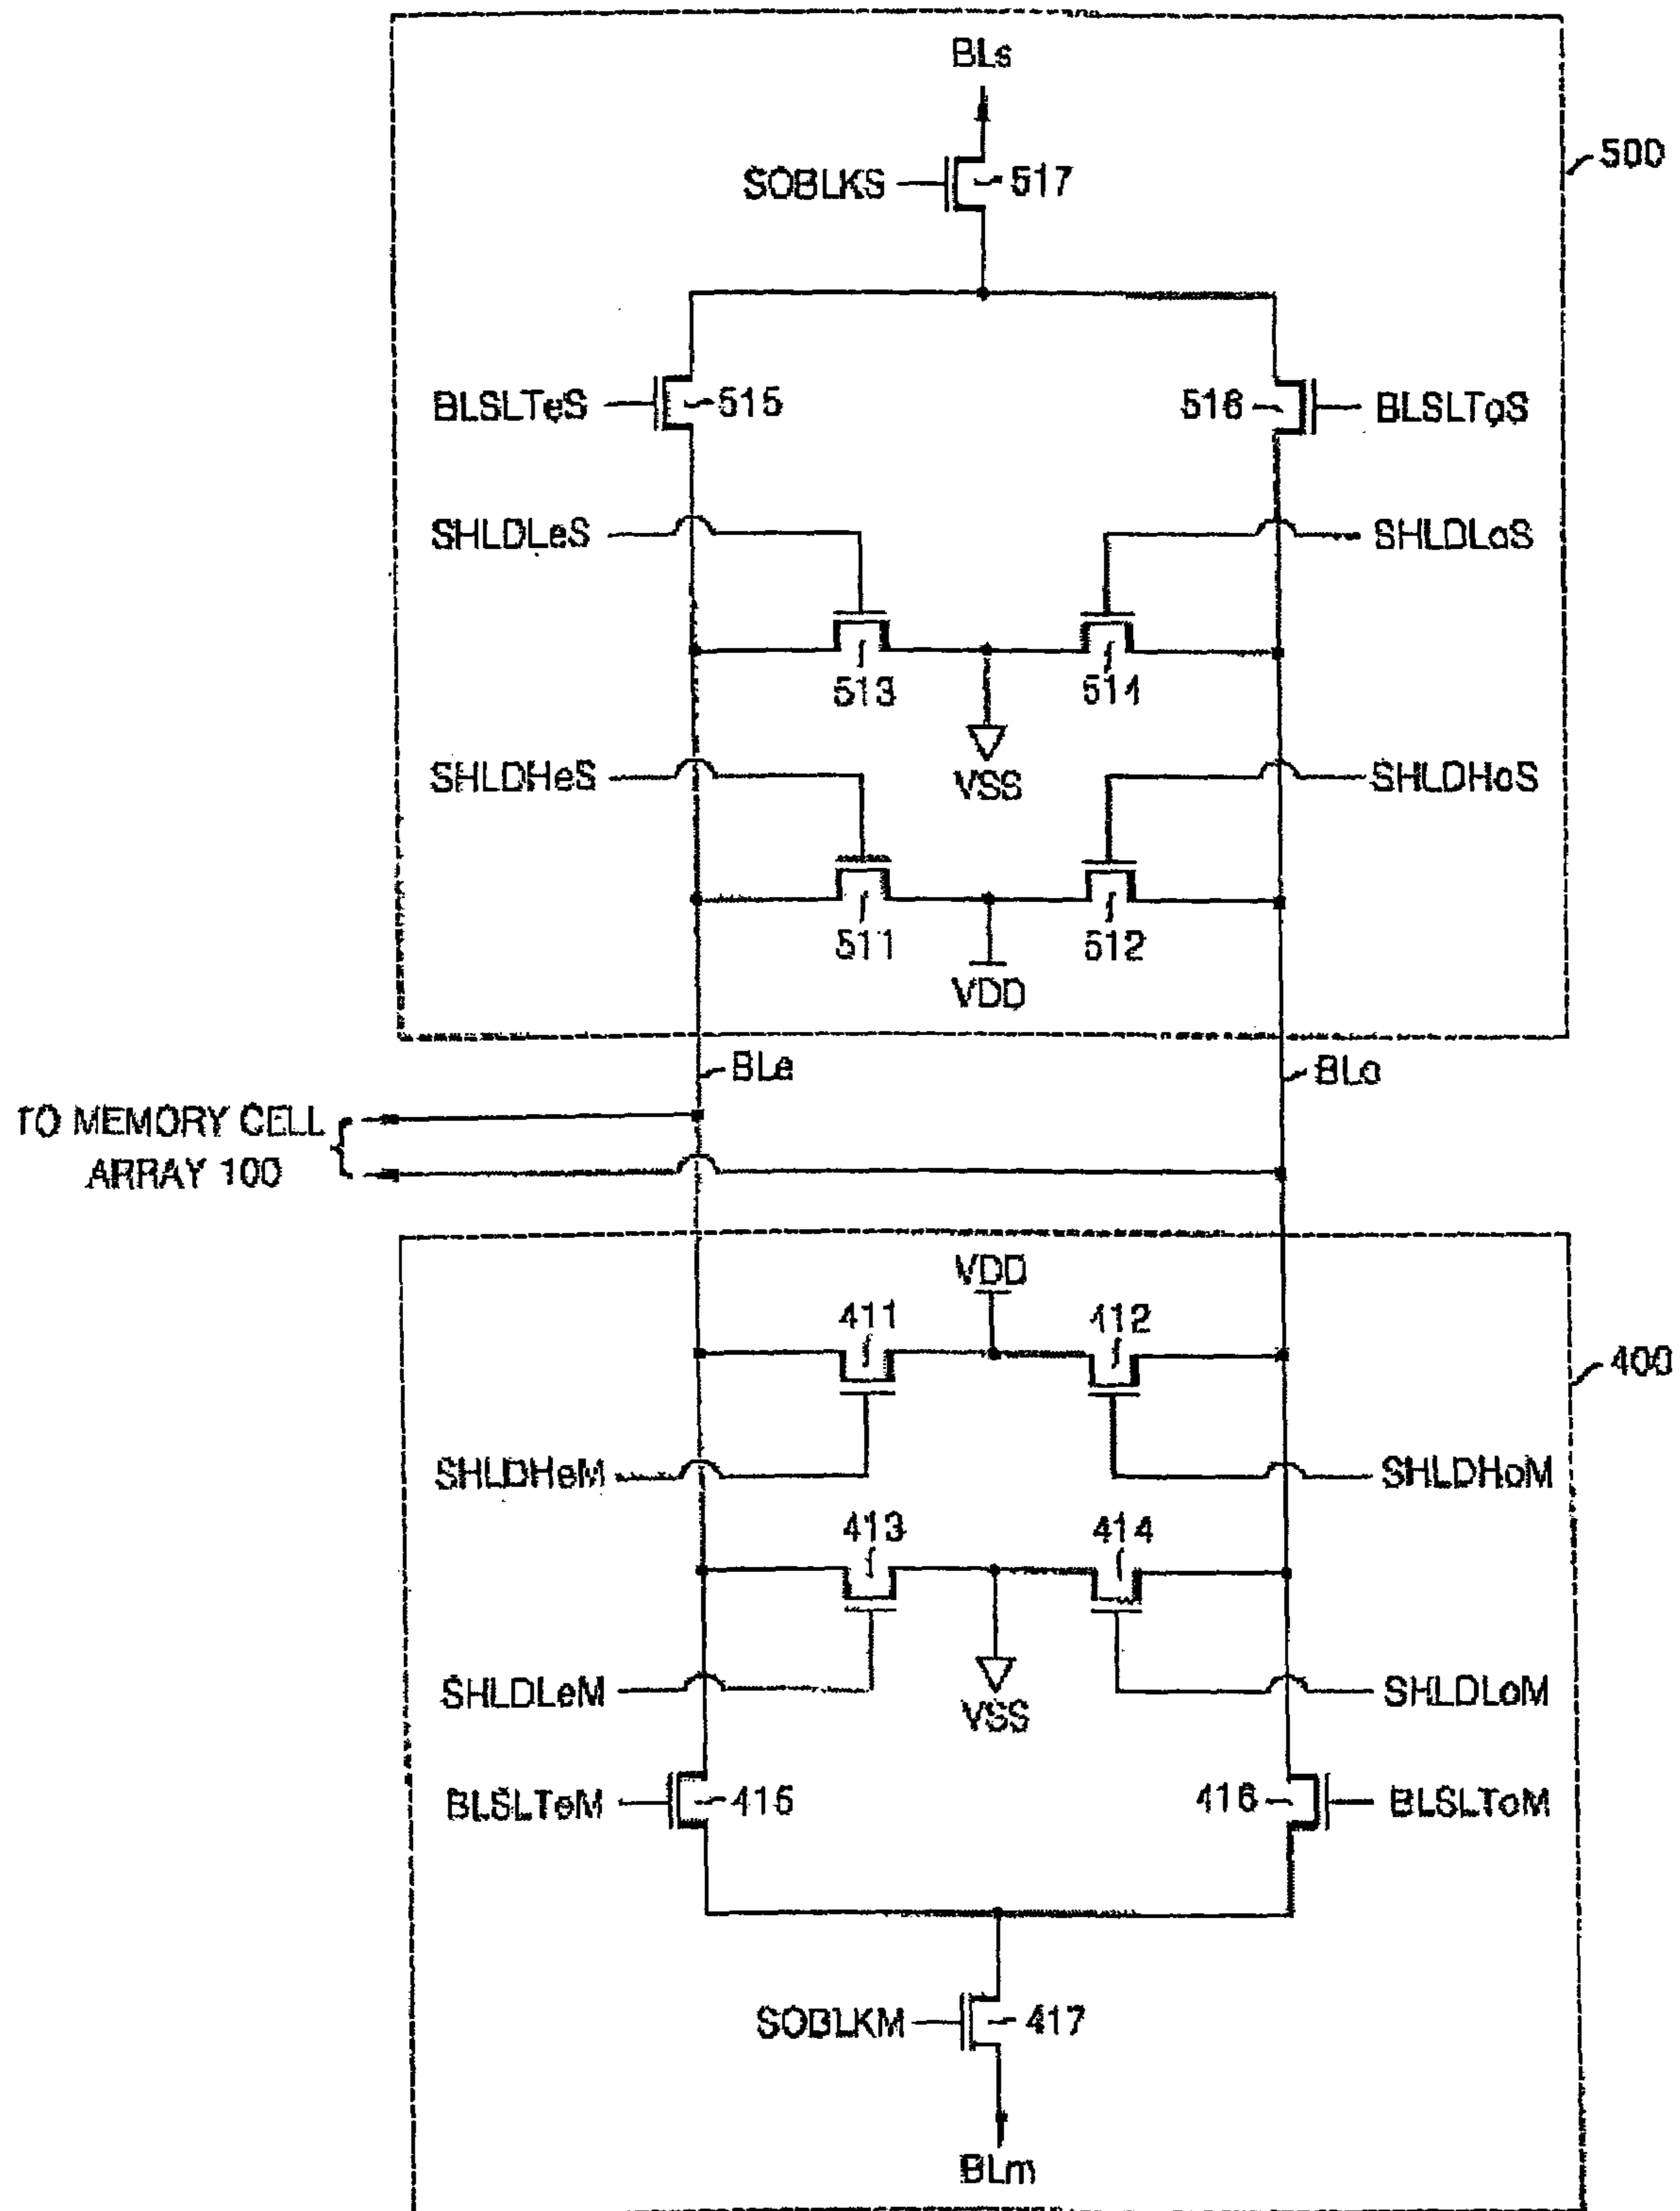 BLs
500
SOBLKS
517
BLSLTeS
515
516
BLSLToS
SHLDLeS
SHLDLoS
513
514
VSS
SHLDHeS
SHLDHoS
511
512
VDD
BLe
BLo
TO MEMORY CELL
ARRAY 100
VDD
411
412
400
SHLDHeM
SHLDHoM
413
414
SHLDLeM
SHLDLoM
VSS
BLSLTeM
415
416
BLSLToM
SOBLKM
417
BLm